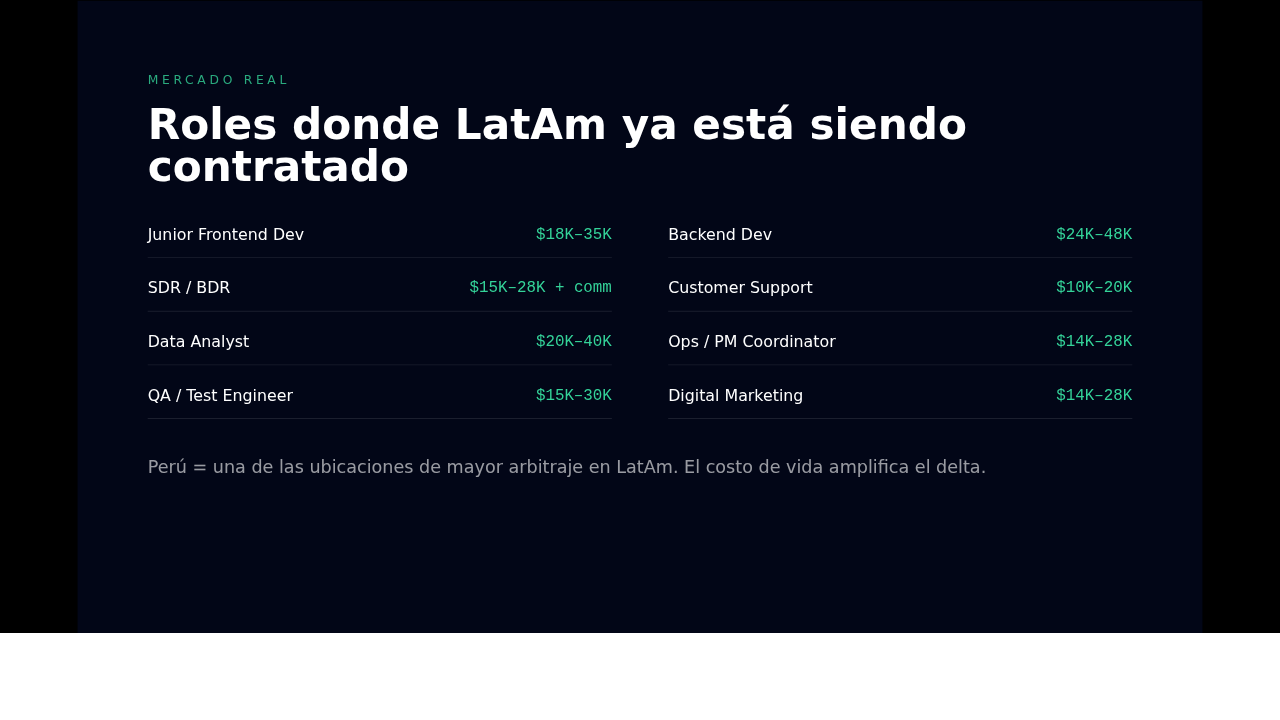 MERCADO REAL
Roles donde LatAm ya está siendo
contratado
Junior Frontend Dev $18K–35K
Backend Dev $24K–48K
SDR / BDR $15K–28K + comm
Customer Support $10K–20K
Data Analyst $20K–40K
Ops / PM Coordinator $14K–28K
QA / Test Engineer $15K–30K
Digital Marketing $14K–28K
Perú = una de las ubicaciones de mayor arbitraje en LatAm. El costo de vida amplifica el delta.